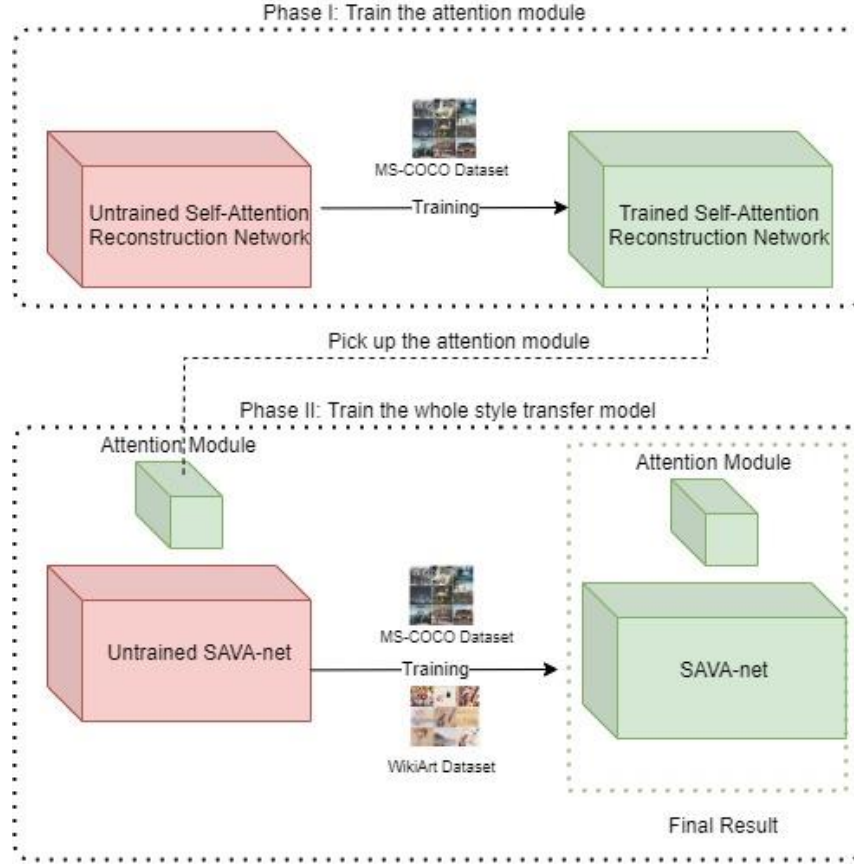 Phase I: Train the attention module
MS-COCO Dataset
Untrained Self-Attention
Reconstruction Network
Training
Trained Self-Attention
Reconstruction Network
Pick up the attention module
Phase II: Train the whole style transfer model
Attention Module
Attention Module
MS-COCO Dataset
Untrained SAVA-net
Training
SAVA-net
WikiArt Dataset
Final Result